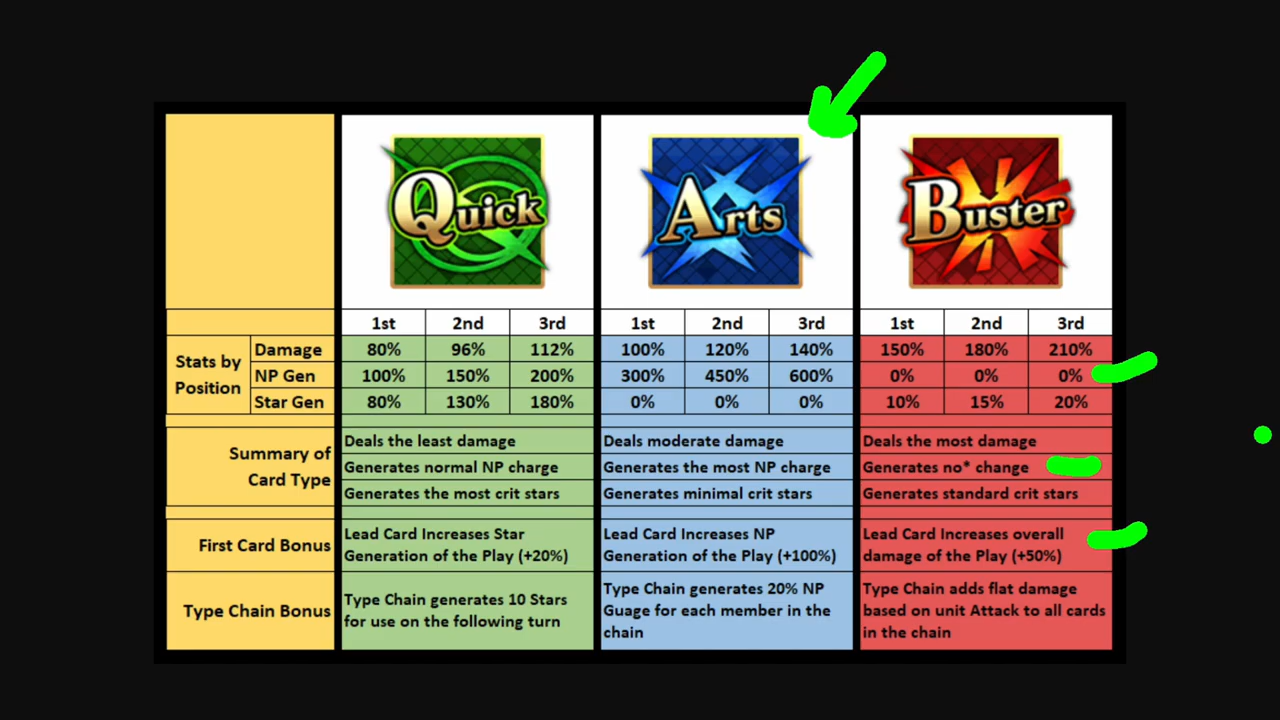 Quick Arts Buster
1st 2nd 3rd 1st 2nd 3rd 1st 2nd 3rd
Stats by Position
Damage 80% 96% 112% 100% 120% 140% 150% 180% 210%
NP Gen 100% 150% 200% 300% 450% 600% 0% 0% 0%
Star Gen 80% 130% 180% 0% 0% 0% 10% 15% 20%
Summary of
Card Type
Deals the least damage Deals moderate damage Deals the most damage
Generates normal NP charge Generates the most NP charge Generates no* change
Generates the most crit stars Generates minimal crit stars Generates standard crit stars
First Card Bonus
Lead Card Increases Star
Generation of the Play (+20%)
Lead Card Increases NP
Generation of the Play (+100%)
Lead Card Increases overall
damage of the Play (+50%)
Type Chain Bonus
Type Chain generates 10 Stars
for use on the following turn
Type Chain generates 20% NP
Guage for each member in the
chain
Type Chain adds flat damage
based on unit Attack to all cards
in the chain